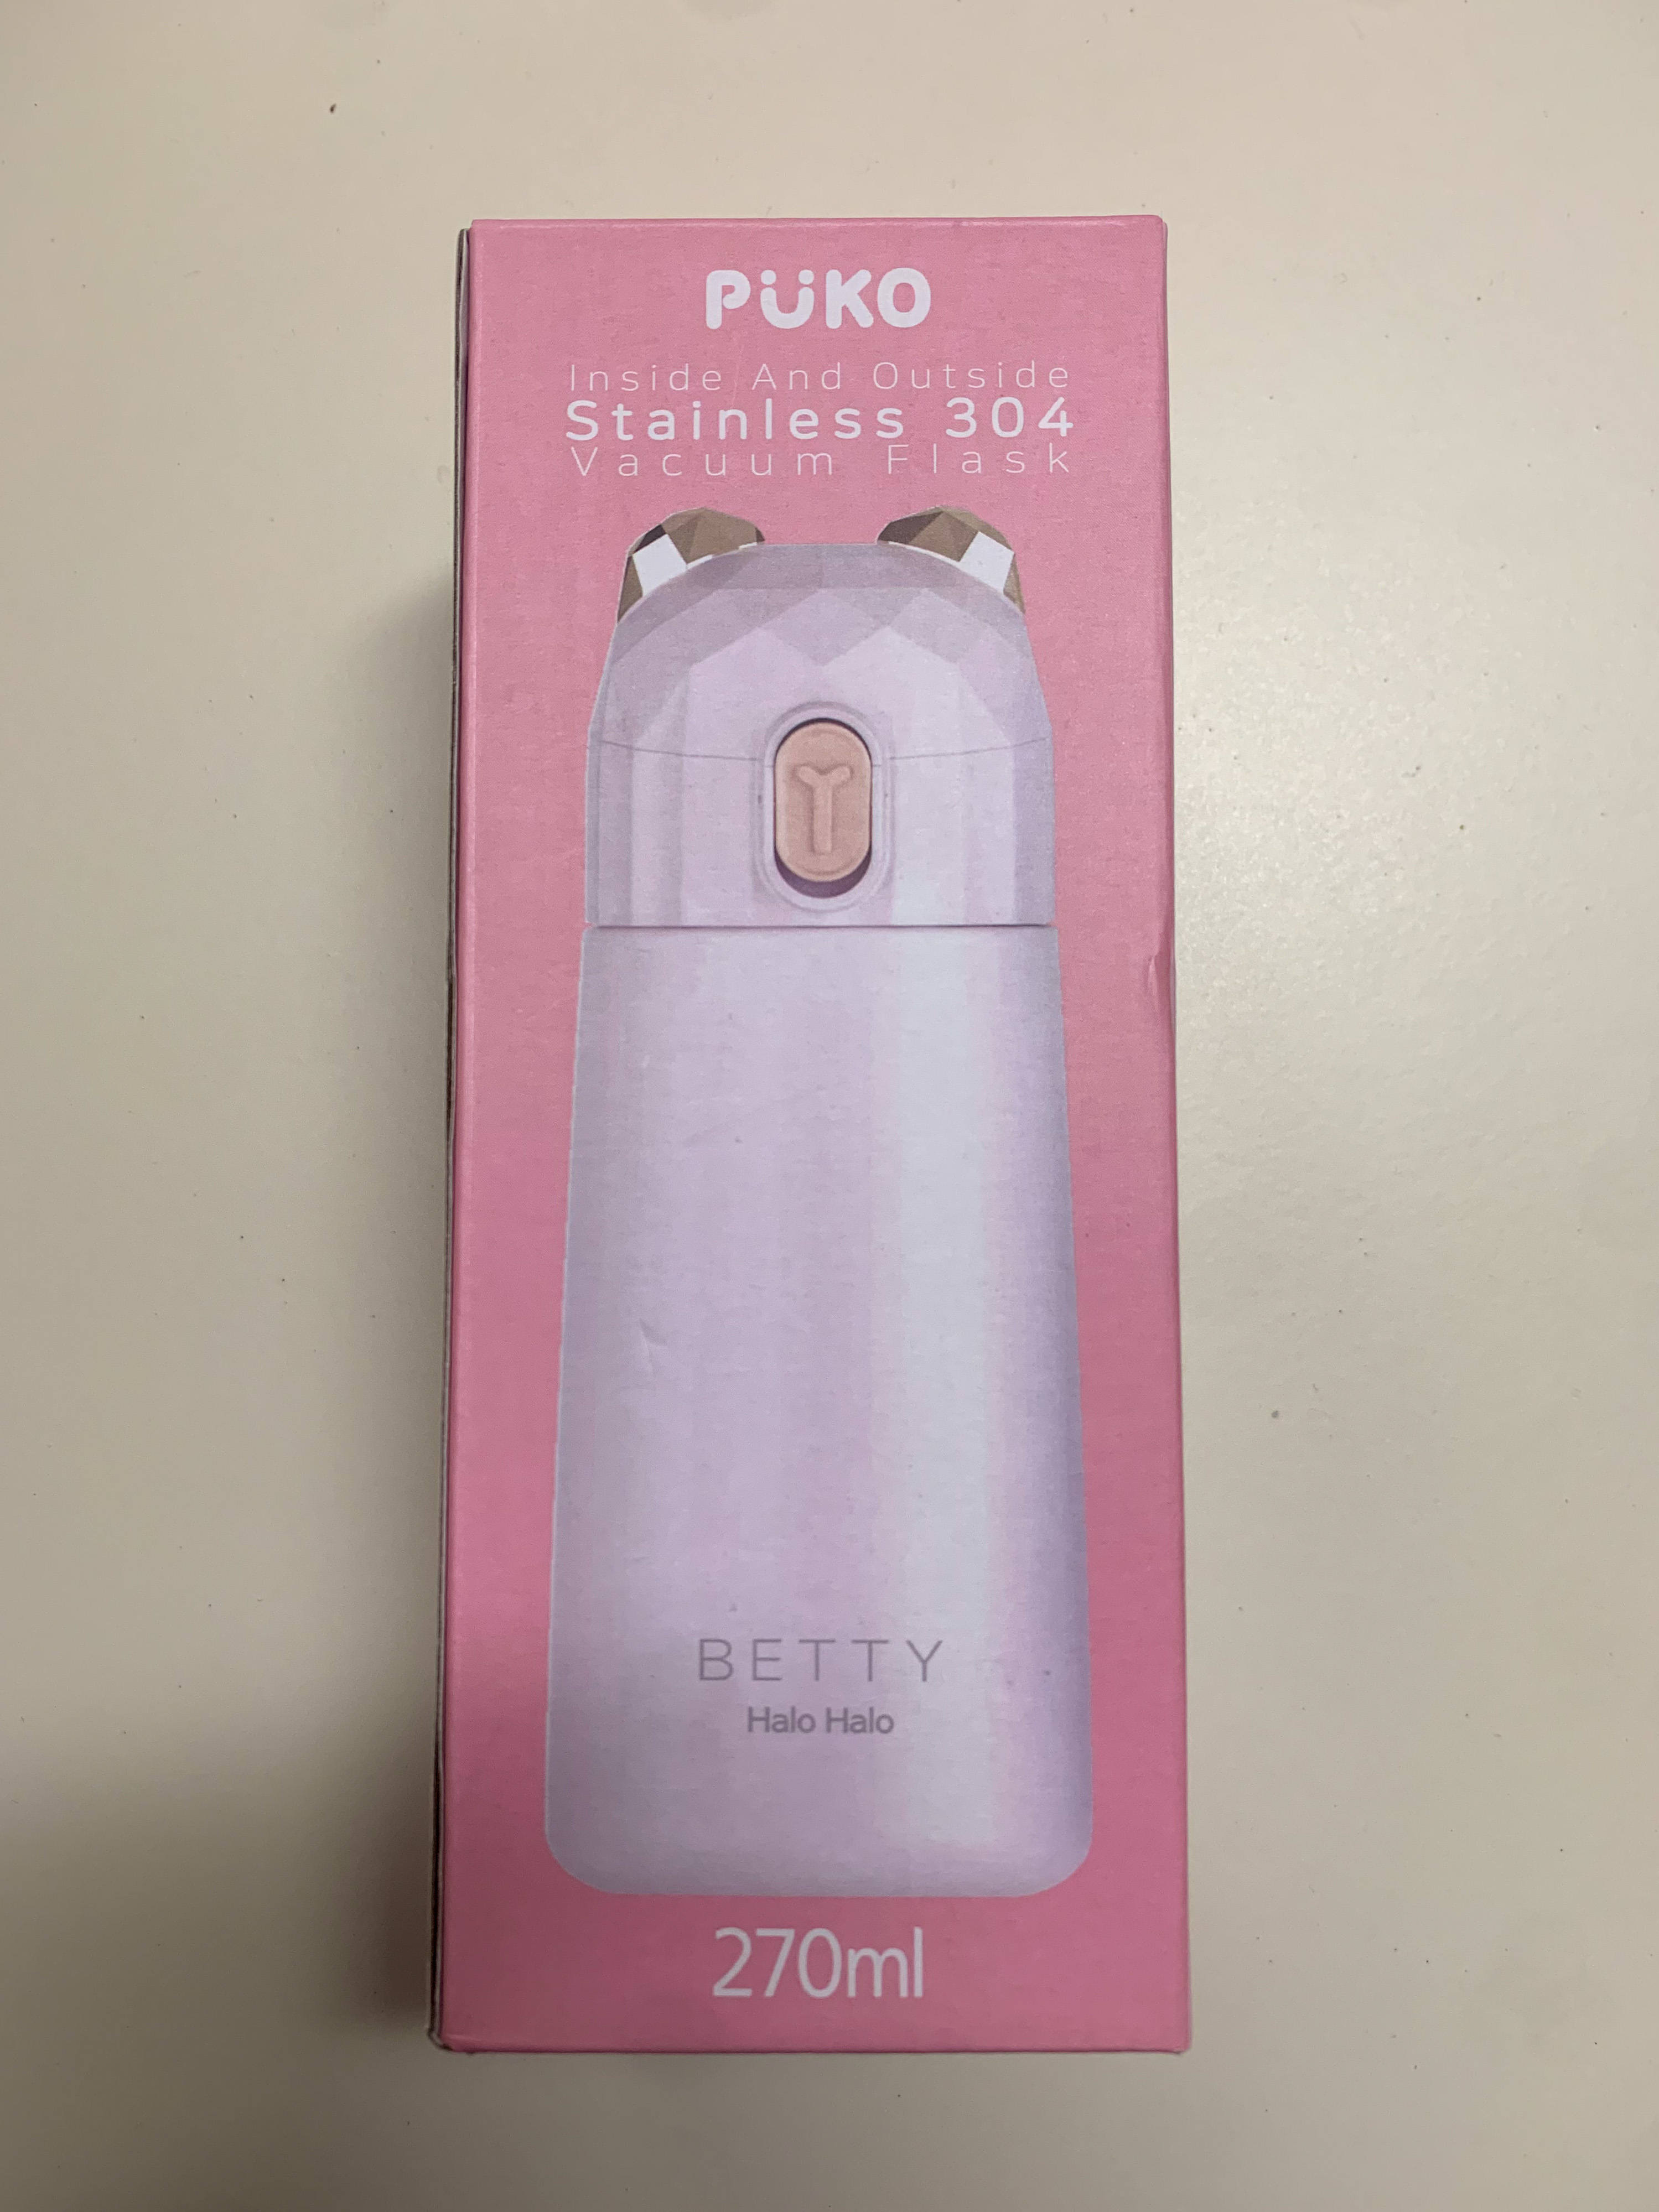 PÜKO
Inside And Outside
Stainless 304
Vacuum Flask
BETTY
Halo Halo
270ml